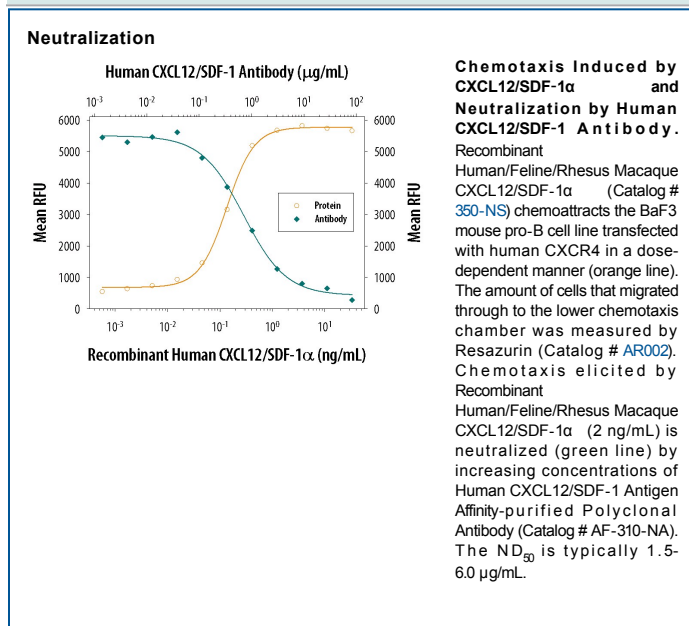 Neutralization
Human CXCL12/SDF-1 Antibody (µg/mL)
10⁻³ 10⁻² 10⁻¹ 10⁰ 10¹ 10²
6000 6000
5000 5000
4000 4000
3000 3000
2000 2000
1000 1000
0 0
Mean RFU
Mean RFU
Protein
Antibody
10⁻³ 10⁻² 10⁻¹ 10⁰ 10¹
Recombinant Human CXCL12/SDF-1α (ng/mL)
Chemotaxis Induced by
CXCL12/SDF-1α and
Neutralization by Human
CXCL12/SDF-1 Antibody.
Recombinant
Human/Feline/Rhesus Macaque
CXCL12/SDF-1α (Catalog #
350-NS) chemoattracts the BaF3
mouse pro-B cell line transfected
with human CXCR4 in a dose-
dependent manner (orange line).
The amount of cells that migrated
through to the lower chemotaxis
chamber was measured by
Resazurin (Catalog # AR002).
Chemotaxis elicited by
Recombinant
Human/Feline/Rhesus Macaque
CXCL12/SDF-1α (2 ng/mL) is
neutralized (green line) by
increasing concentrations of
Human CXCL12/SDF-1 Antigen
Affinity-purified Polyclonal
Antibody (Catalog # AF-310-NA).
The ND₅₀ is typically 1.5-
6.0 µg/mL.